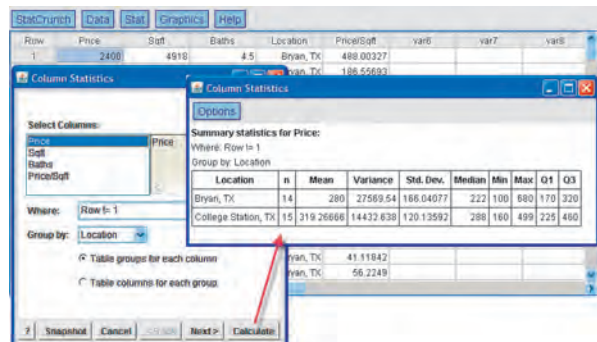 StatCrunch Data Stat Graphics Help
Row Price Sqft Baths Location Price/Sqft var6 var7 var8
1 2400 4918 4.5 Bryan, TX 488.00327
Bryan, TX 186.55693
Column Statistics
Select Columns:
Price
Sqft
Baths
Price/Sqft
Price
Where: Row != 1
Group by: Location
Table groups for each column
Table columns for each group
? Snapshot Cancel Next > Calculate
Column Statistics
Options
Summary statistics for Price:
Where: Row != 1
Group by: Location
Location n Mean Variance Std. Dev. Median Min Max Q1 Q3
Bryan, TX 14 280 27569.54 166.04077 222 100 680 170 320
College Station, TX 15 319.26666 14432.638 120.13592 288 160 499 225 460
Bryan, TX 41.11842
Bryan, TX 56.2249